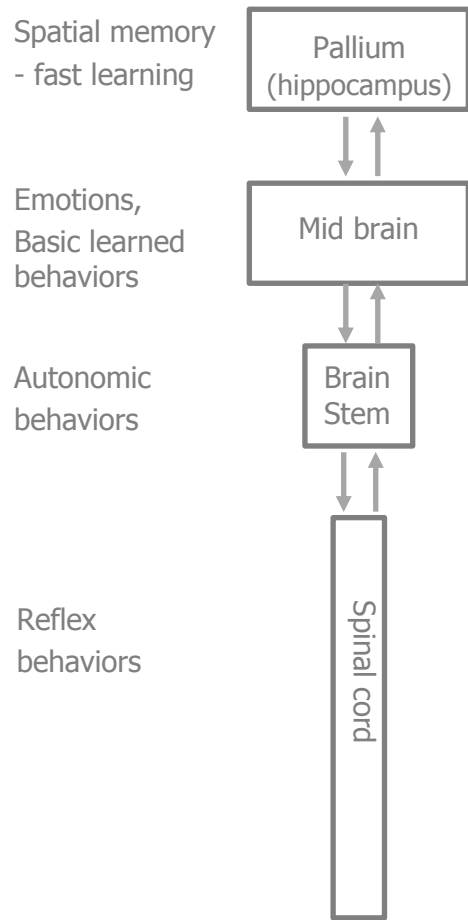 Spatial memory
- fast learning
Pallium
(hippocampus)
Emotions,
Basic learned
behaviors
Mid brain
Autonomic
behaviors
Brain
Stem
Reflex
behaviors
Spinal cord